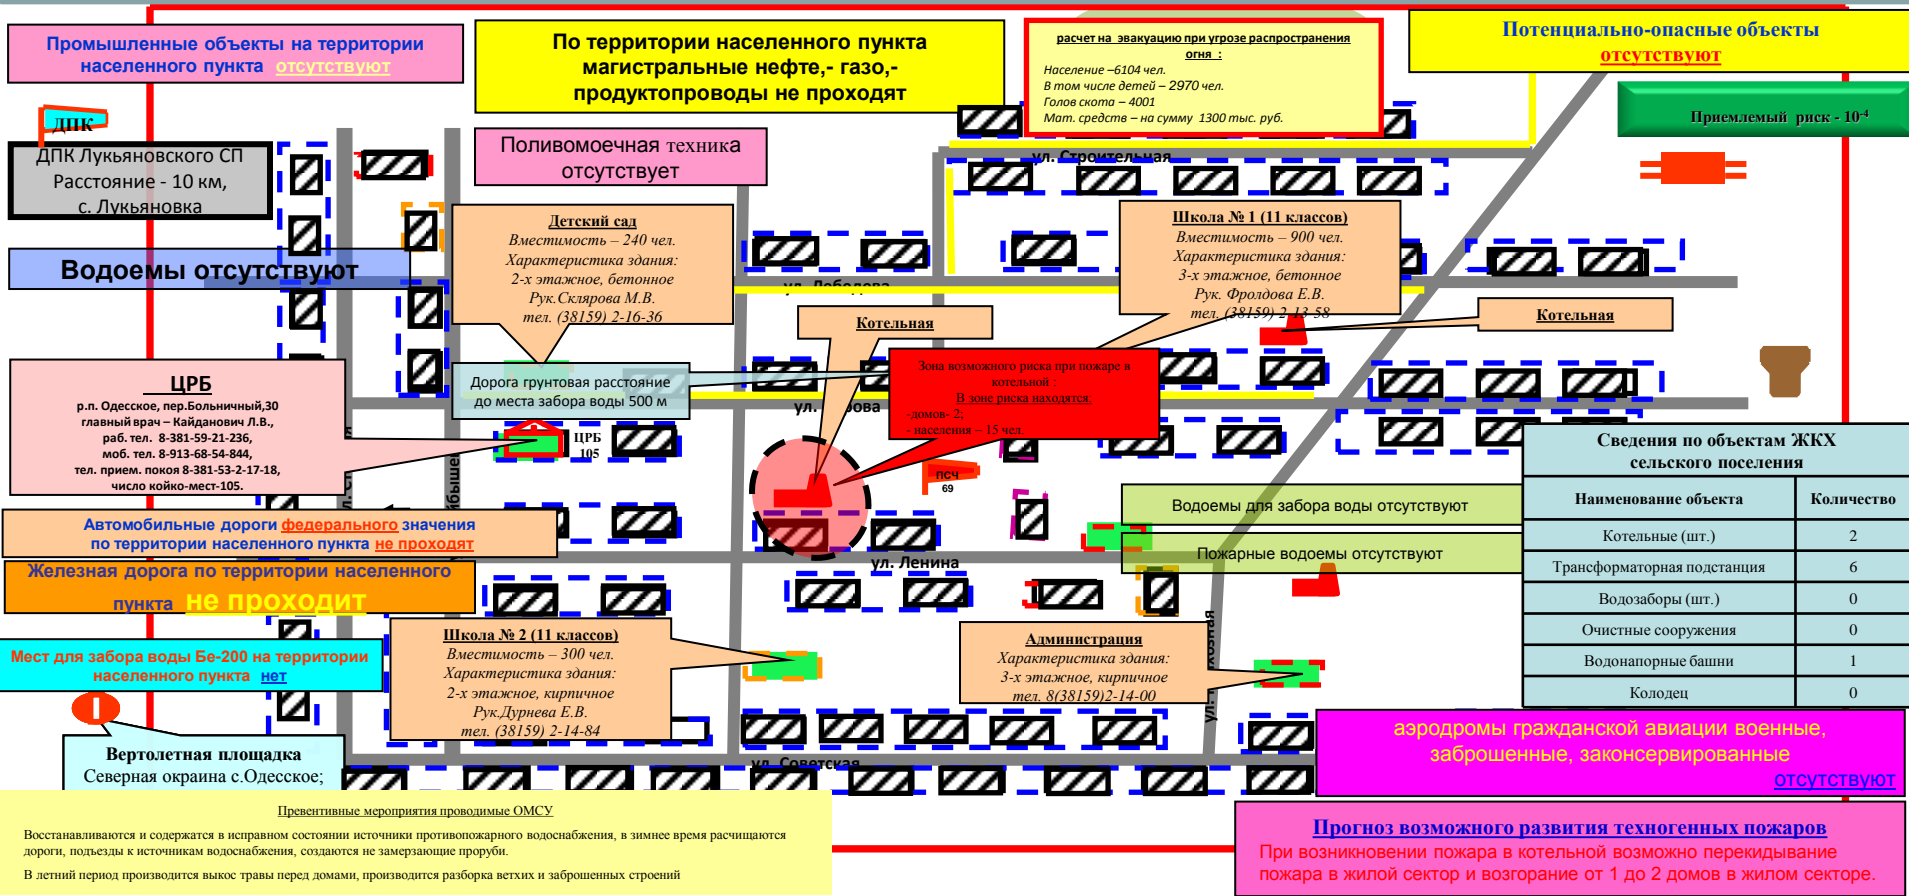 Промышленные объекты на территории
населенного пункта отсутствуют
По территории населенного пункта
магистральные нефте,- газо,-
продуктопроводы не проходят
расчет на эвакуацию при угрозе распространения
огня :
Население –6104 чел.
В том числе детей – 2970 чел.
Голов скота – 4001
Мат. средств – на сумму 1300 тыс. руб.
Потенциально-опасные объекты
отсутствуют
Приемлемый риск - 10-4
ДПК
ДПК Лукьяновского СП
Расстояние - 10 км,
с. Лукьяновка
Поливомоечная техника
отсутствует
ул. Строительная
Детский сад
Вместимость – 240 чел.
Характеристика здания:
2-х этажное, бетонное
Рук.Склярова М.В.
тел. (38159) 2-16-36
Школа № 1 (11 классов)
Вместимость – 900 чел.
Характеристика здания:
3-х этажное, бетонное
Рук. Фролдова Е.В.
тел. (38159) 2-13-58
Водоемы отсутствуют
ул. Лебедева
Котельная
Котельная
ЦРБ
р.п. Одесское, пер.Больничный,30
главный врач – Кайданович Л.В.,
раб. тел. 8-381-59-21-236,
моб. тел. 8-913-68-54-844,
тел. прием. покоя 8-381-53-2-17-18,
число койко-мест-105.
Дорога грунтовая расстояние
до места забора воды 500 м
Зона возможного риска при пожаре в
котельной :
В зоне риска находятся:
-домов- 2;
- населения – 15 чел.
ул.
ЦРБ
105
ПСЧ
69
Водоемы для забора воды отсутствуют
Пожарные водоемы отсутствуют
Сведения по объектам ЖКХ
сельского поселения
Наименование объекта Количество
Котельные (шт.) 2
Трансформаторная подстанция 6
Водозаборы (шт.) 0
Очистные сооружения 0
Водонапорные башни 1
Колодец 0
Автомобильные дороги федерального значения
по территории населенного пункта не проходят
ул. Ленина
Железная дорога по территории населенного
пункта не проходит
Школа № 2 (11 классов)
Вместимость – 300 чел.
Характеристика здания:
2-х этажное, кирпичное
Рук.Дурнева Е.В.
тел. (38159) 2-14-84
Администрация
Характеристика здания:
3-х этажное, кирпичное
тел. 8(38159)2-14-00
Мест для забора воды Бе-200 на территории
населенного пункта нет
Вертолетная площадка
Северная окраина с.Одесское;
ул. Советская
аэродромы гражданской авиации военные,
заброшенные, законсервированные
отсутствуют
Превентивные мероприятия проводимые ОМСУ
Восстанавливаются и содержатся в исправном состоянии источники противопожарного водоснабжения, в зимнее время расчищаются
дороги, подъезды к источникам водоснабжения, создаются не замерзающие проруби.
В летний период производится выкос травы перед домами, производится разборка ветхих и заброшенных строений
Прогноз возможного развития техногенных пожаров
При возникновении пожара в котельной возможно перекидывание
пожара в жилой сектор и возгорание от 1 до 2 домов в жилом секторе.